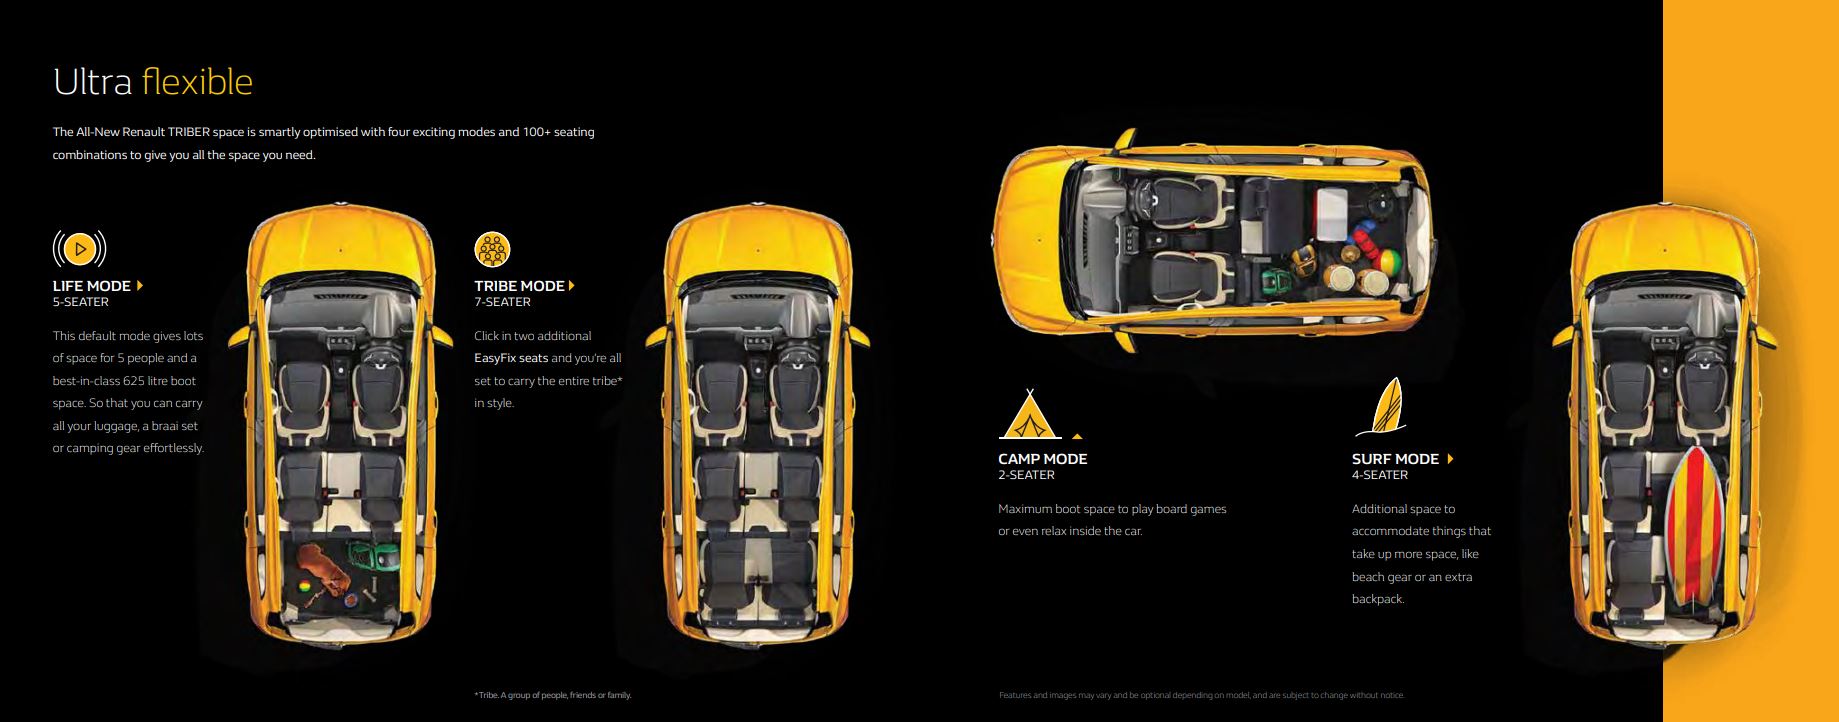 Ultra flexible
The All-New Renault TRIBER space is smartly optimised with four exciting modes and 100+ seating
combinations to give you all the space you need.
LIFE MODE
5-SEATER
This default mode gives lots
of space for 5 people and a
best-in-class 625 litre boot
space. So that you can carry
all your luggage, a braai set
or camping gear effortlessly.
TRIBE MODE
7-SEATER
Click in two additional
EasyFix seats and you're all
set to carry the entire tribe*
in style.
*Tribe. A group of people, friends or family.
CAMP MODE
2-SEATER
Maximum boot space to play board games
or even relax inside the car.
SURF MODE
4-SEATER
Additional space to
accommodate things that
take up more space, like
beach gear or an extra
backpack.
Features and images may vary and be optional depending on model, and are subject to change without notice.